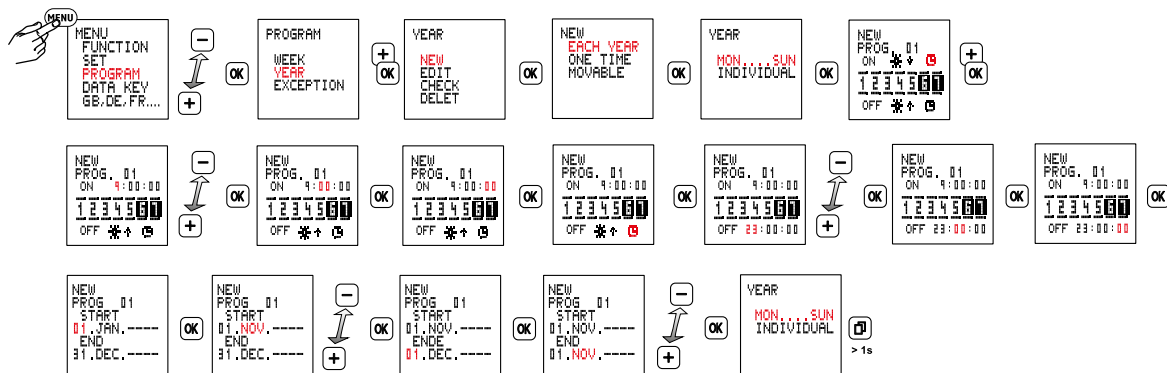 MENU
MENU
FUNCTION
SET
PROGRAM
DATA KEY
GB,DE,FR....
−
+
OK
PROGRAM
WEEK
YEAR
EXCEPTION
+
OK
YEAR
NEW
EDIT
CHECK
DELET
OK
NEW
EACH YEAR
ONE TIME
MOVABLE
OK
YEAR
MON....SUN
INDIVIDUAL
OK
NEW
PROG. 01
ON
1 2 3 4 5 6 7
OFF
+
OK
NEW
PROG. 01
ON 9:00:00
1 2 3 4 5 6 7
OFF
−
+
OK
NEW
PROG. 01
ON 9:00:00
1 2 3 4 5 6 7
OFF
OK
NEW
PROG. 01
ON 9:00:00
1 2 3 4 5 6 7
OFF
OK
NEW
PROG. 01
ON 9:00:00
1 2 3 4 5 6 7
OFF
OK
NEW
PROG. 01
ON 9:00:00
1 2 3 4 5 6 7
OFF 23:00:00
−
+
OK
NEW
PROG. 01
ON 9:00:00
1 2 3 4 5 6 7
OFF 23:00:00
OK
NEW
PROG. 01
ON 9:00:00
1 2 3 4 5 6 7
OFF 23:00:00
OK
NEW
PROG 01
START
01.JAN.----
END
31.DEC.----
OK
NEW
PROG 01
START
01.NOV.----
END
31.DEC.----
−
+
OK
NEW
PROG 01
START
01.NOV.----
ENDE
01.DEC.----
OK
NEW
PROG 01
START
01.NOV.----
END
01.NOV.----
−
+
OK
YEAR
MON....SUN
INDIVIDUAL
> 1s